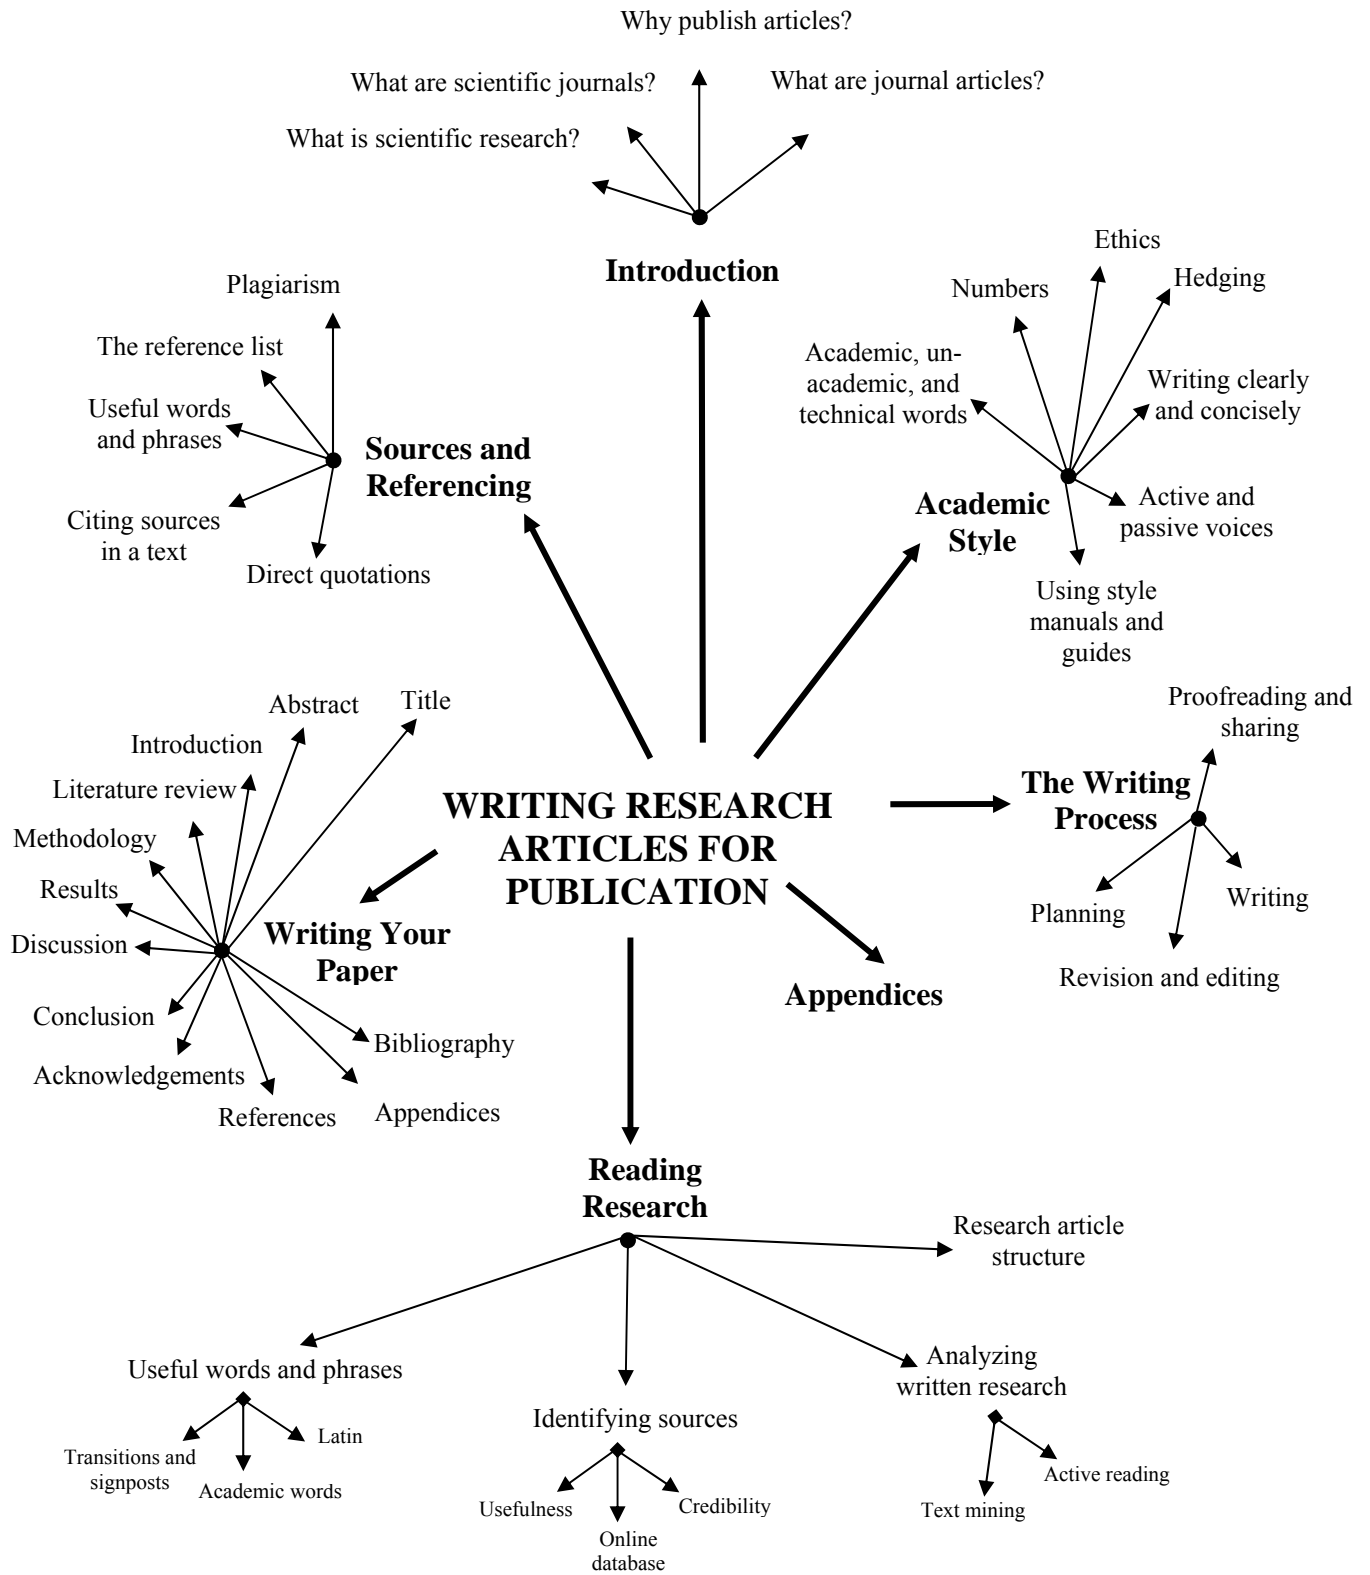 Why publish articles?
What are scientific journals?
What are journal articles?
What is scientific research?
Introduction
Plagiarism
The reference list
Useful words
and phrases
Citing sources
in a text
Direct quotations
Sources and
Referencing
Ethics
Hedging
Numbers
Academic, un-
academic, and
technical words
Writing clearly
and concisely
Active and
passive voices
Using style
manuals and
guides
Academic
Style
Proofreading and
sharing
The Writing
Process
Planning
Writing
Revision and editing
WRITING RESEARCH
ARTICLES FOR
PUBLICATION
Title
Abstract
Introduction
Literature review
Methodology
Results
Discussion
Conclusion
Acknowledgements
References
Appendices
Bibliography
Writing Your
Paper
Appendices
Reading
Research
Research article
structure
Useful words and phrases
Transitions and
signposts
Academic words
Latin
Identifying sources
Usefulness
Online
database
Credibility
Analyzing
written research
Text mining
Active reading